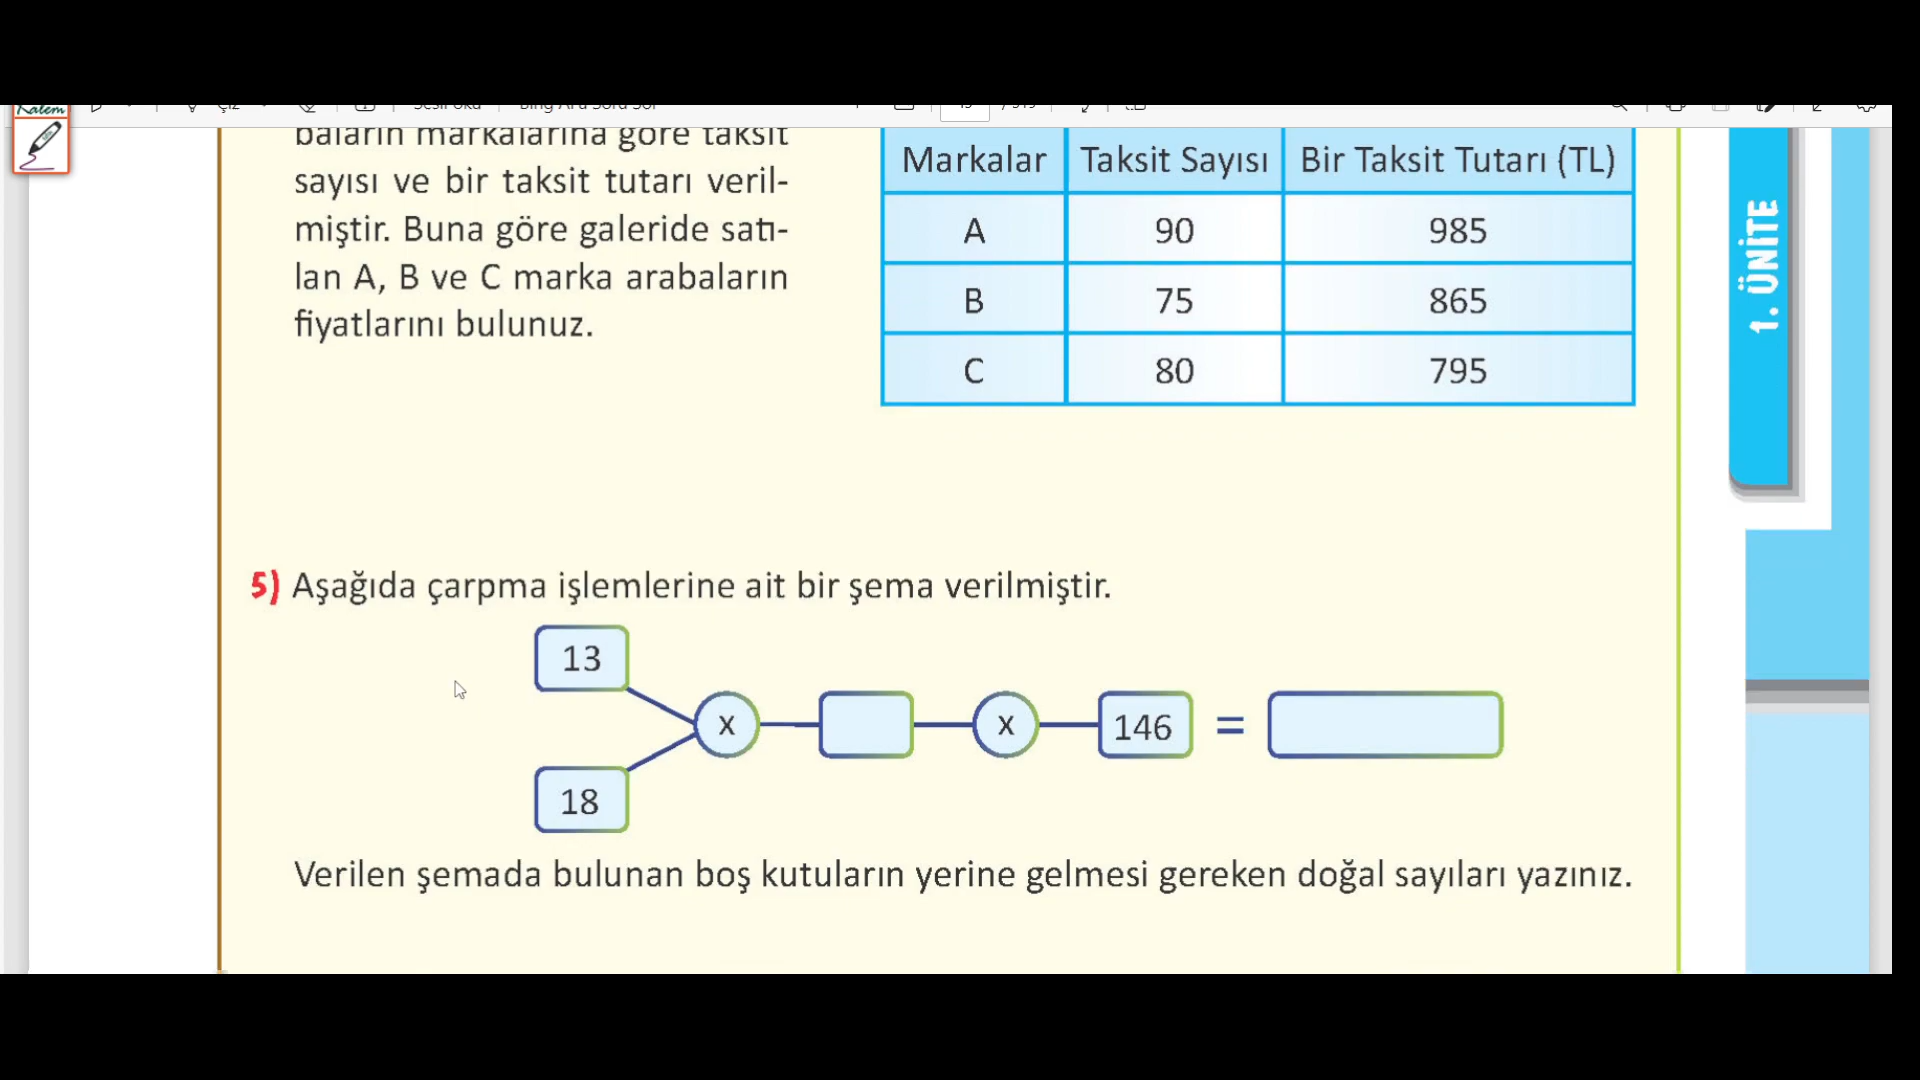 Kalem
baların markalarına göre taksit
sayısı ve bir taksit tutarı veril-
miştir. Buna göre galeride satı-
lan A, B ve C marka arabaların
fiyatlarını bulunuz.
Markalar Taksit Sayısı Bir Taksit Tutarı (TL)
A 90 985
B 75 865
C 80 795
1. ÜNİTE
5) Aşağıda çarpma işlemlerine ait bir şema verilmiştir.
13
x x 146 =
18
Verilen şemada bulunan boş kutuların yerine gelmesi gereken doğal sayıları yazınız.